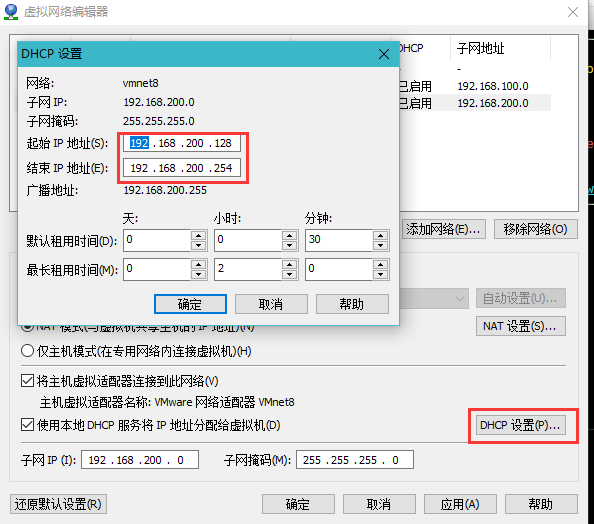 虚拟网络编辑器
DHCP 子网地址
- -
已启用 192.168.100.0
已启用 192.168.200.0
DHCP 设置
网络: vmnet8
子网 IP: 192.168.200.0
子网掩码: 255.255.255.0
起始 IP 地址(S): 192 .168 .200 .128
结束 IP 地址(E): 192 .168 .200 .254
广播地址: 192.168.200.255
天: 小时: 分钟:
默认租用时间(D): 0 0 30
最长租用时间(M): 0 2 0
确定 取消 帮助
添加网络(E)... 移除网络(O)
自动设置(U)...
NAT 模式(与虚拟机共享主机的 IP 地址)(N) NAT 设置(S)...
仅主机模式(在专用网络内连接虚拟机)(H)
将主机虚拟适配器连接到此网络(V)
主机虚拟适配器名称: VMware 网络适配器 VMnet8
使用本地 DHCP 服务将 IP 地址分配给虚拟机(D) DHCP 设置(P)...
子网 IP (I): 192 .168 .200 . 0 子网掩码(M): 255 .255 .255 . 0
还原默认设置(R) 确定 取消 应用(A) 帮助